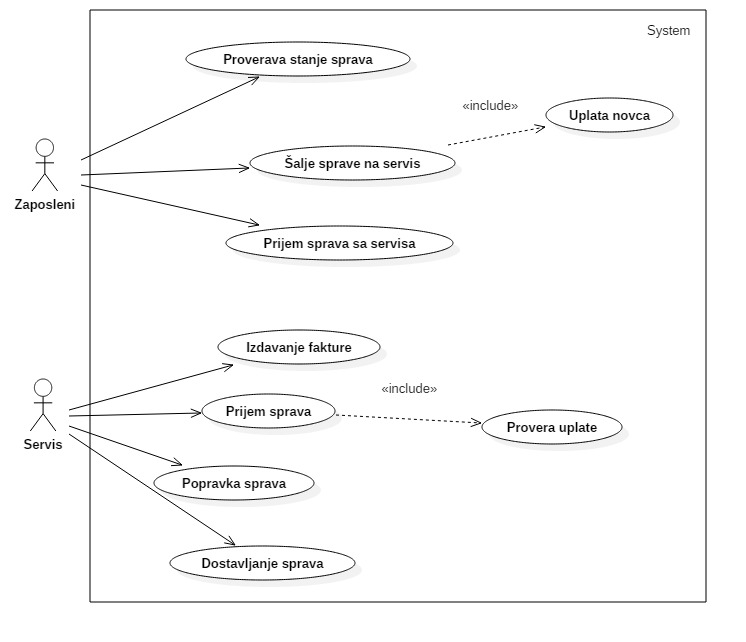 System
Proverava stanje sprava
«include»
Uplata novca
Šalje sprave na servis
Zaposleni
Prijem sprava sa servisa
Izdavanje fakture
«include»
Prijem sprava
Provera uplate
Servis
Popravka sprava
Dostavljanje sprava